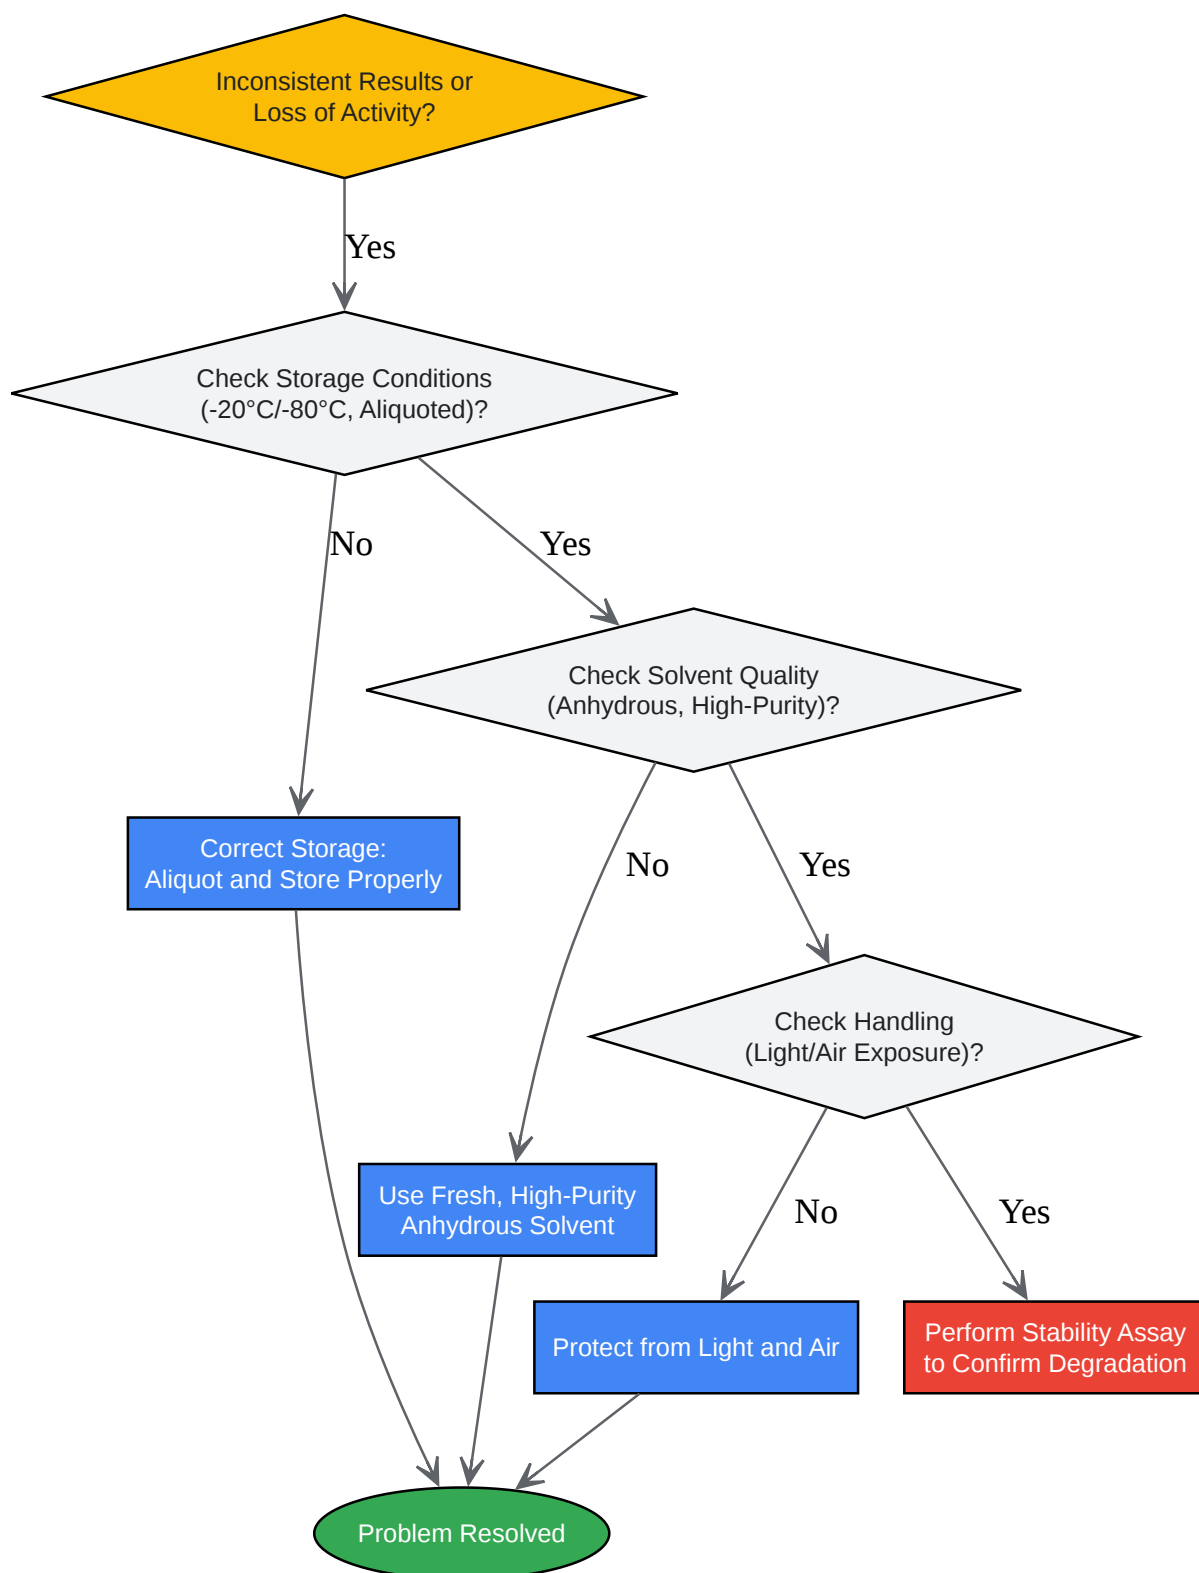 Inconsistent Results or
Loss of Activity?
Yes
Check Storage Conditions
(-20°C/-80°C, Aliquoted)?
No
Yes
Check Solvent Quality
(Anhydrous, High-Purity)?
Correct Storage:
Aliquot and Store Properly
No
Yes
Check Handling
(Light/Air Exposure)?
Use Fresh, High-Purity
Anhydrous Solvent
No
Yes
Protect from Light and Air
Perform Stability Assay
to Confirm Degradation
Problem Resolved